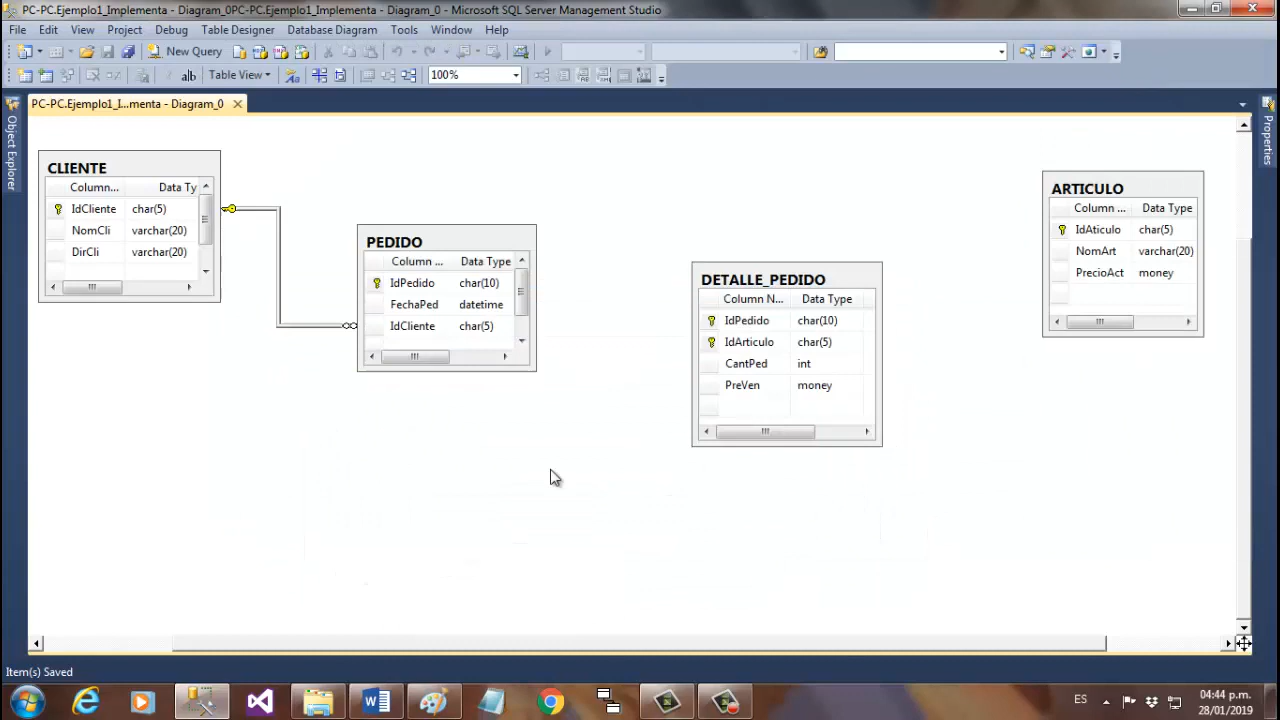 PC-PC.Ejemplo1_Implementa - Diagram_0PC-PC.Ejemplo1_Implementa - Diagram_0 - Microsoft SQL Server Management Studio
File Edit View Project Debug Table Designer Database Diagram Tools Window Help
New Query
ab Table View 100%
PC-PC.Ejemplo1_I...menta - Diagram_0
Object Explorer
Properties
CLIENTE
Column... Data Ty
IdCliente char(5)
NomCli varchar(20)
DirCli varchar(20)
PEDIDO
Column ... Data Type
IdPedido char(10)
FechaPed datetime
IdCliente char(5)
DETALLE_PEDIDO
Column N... Data Type
IdPedido char(10)
IdArticulo char(5)
CantPed int
PreVen money
ARTICULO
Column ... Data Type
IdAticulo char(5)
NomArt varchar(20)
PrecioAct money
Item(s) Saved
ES
04:44 p.m.
28/01/2019